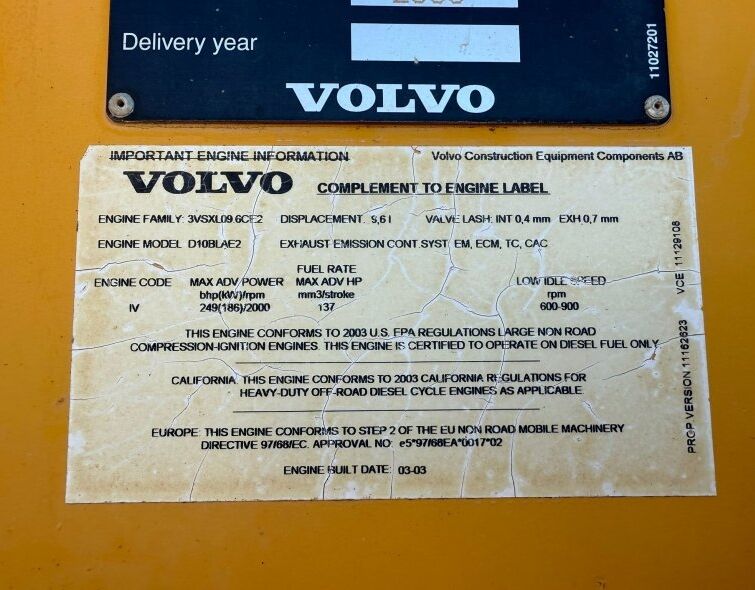 Delivery year
11027201
VOLVO
IMPORTANT ENGINE INFORMATION Volvo Construction Equipment Components AB
VOLVO COMPLEMENT TO ENGINE LABEL
ENGINE FAMILY: 3VSXL09.6CE2 DISPLACEMENT: 9,6 l VALVE LASH: INT 0,4 mm EXH 0,7 mm
ENGINE MODEL D10BLAE2 EXHAUST EMISSION CONT. SYST: EM, ECM, TC, CAC
FUEL RATE
ENGINE CODE MAX ADV POWER MAX ADV HP LOW IDLE SPEED
bhp(kW)/rpm mm3/stroke rpm
IV 249(186)/2000 137 600-900
THIS ENGINE CONFORMS TO 2003 U.S. EPA REGULATIONS LARGE NON ROAD
COMPRESSION-IGNITION ENGINES. THIS ENGINE IS CERTIFIED TO OPERATE ON DIESEL FUEL ONLY
CALIFORNIA: THIS ENGINE CONFORMS TO 2003 CALIFORNIA REGULATIONS FOR
HEAVY-DUTY OFF-ROAD DIESEL CYCLE ENGINES AS APPLICABLE.
EUROPE: THIS ENGINE CONFORMS TO STEP 2 OF THE EU NON ROAD MOBILE MACHINERY
DIRECTIVE 97/68/EC. APPROVAL NO: e5*97/68EA*0017*02
ENGINE BUILT DATE: 03-03
PROP VERSION 11162623 VCE 11129108